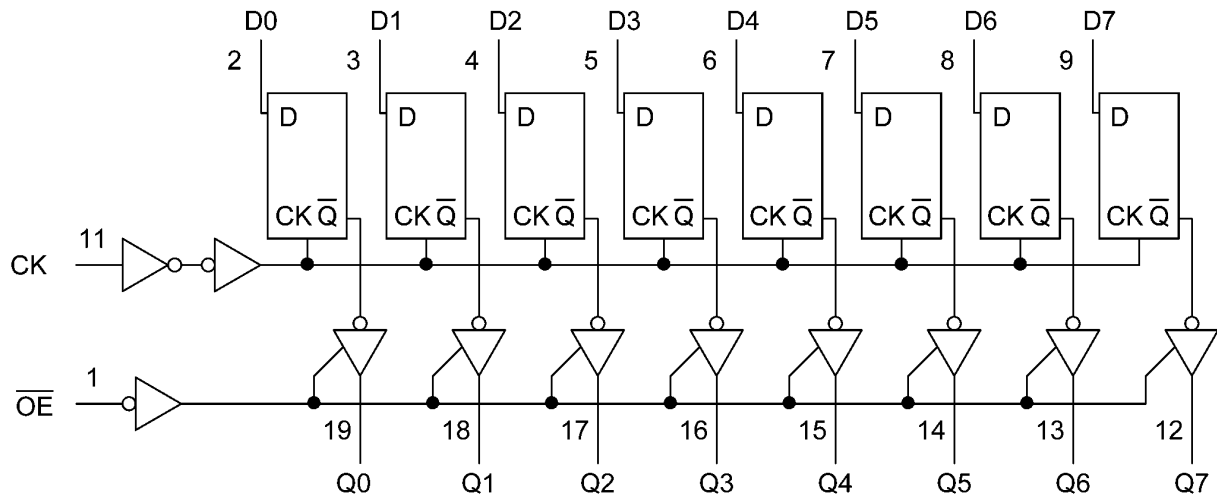 D0 D1 D2 D3 D4 D5 D6 D7
2 3 4 5 6 7 8 9
D D D D D D D D
CK Q̅ CK Q̅ CK Q̅ CK Q̅ CK Q̅ CK Q̅ CK Q̅ CK Q̅
11
CK
1
O̅E̅
19 18 17 16 15 14 13 12
Q0 Q1 Q2 Q3 Q4 Q5 Q6 Q7